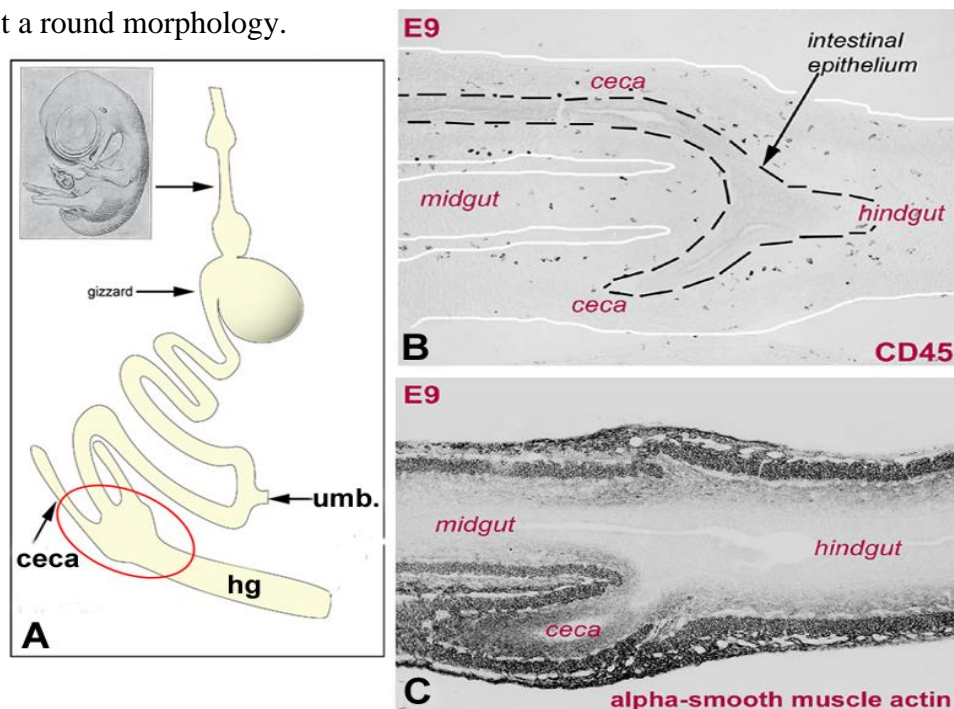 t a round morphology.
gizzard
umb.
ceca
hg
A
E9
intestinal
epithelium
ceca
midgut
hindgut
ceca
B
CD45
E9
midgut
hindgut
ceca
C
alpha-smooth muscle actin